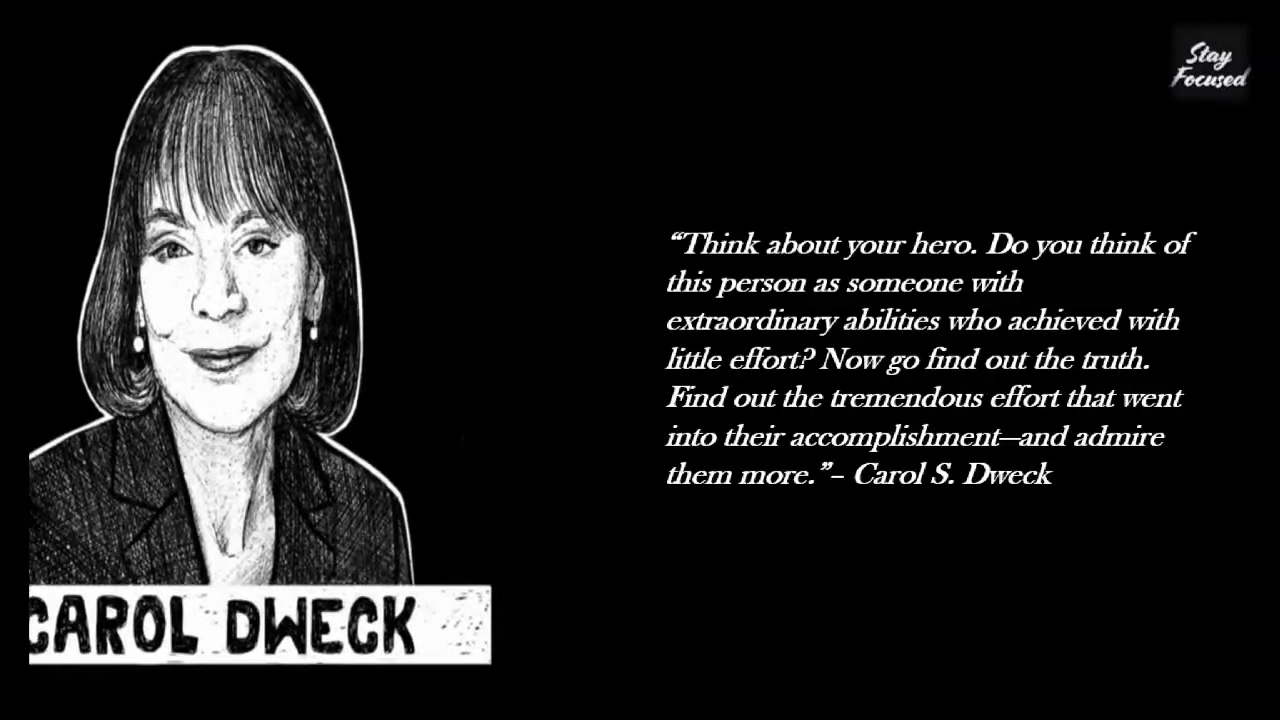 Stay
Focused
“Think about your hero. Do you think of
this person as someone with
extraordinary abilities who achieved with
little effort? Now go find out the truth.
Find out the tremendous effort that went
into their accomplishment—and admire
them more.”– Carol S. Dweck
CAROL DWECK